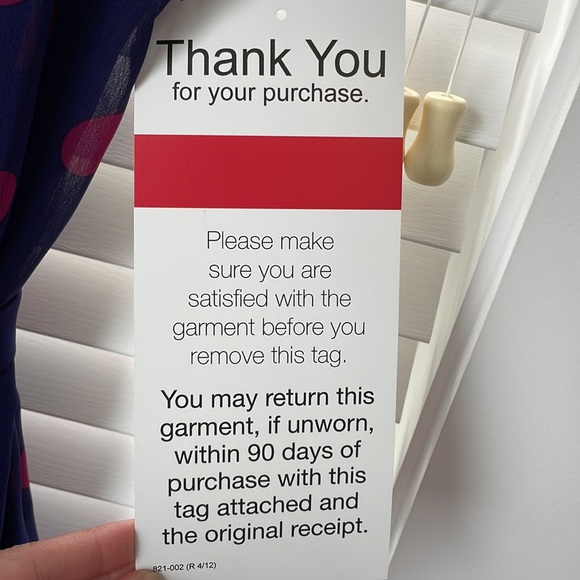 Thank You
for your purchase.
Please make
sure you are
satisfied with the
garment before you
remove this tag.
You may return this
garment, if unworn,
within 90 days of
purchase with this
tag attached and
the original receipt.
821-002 (R 4/12)